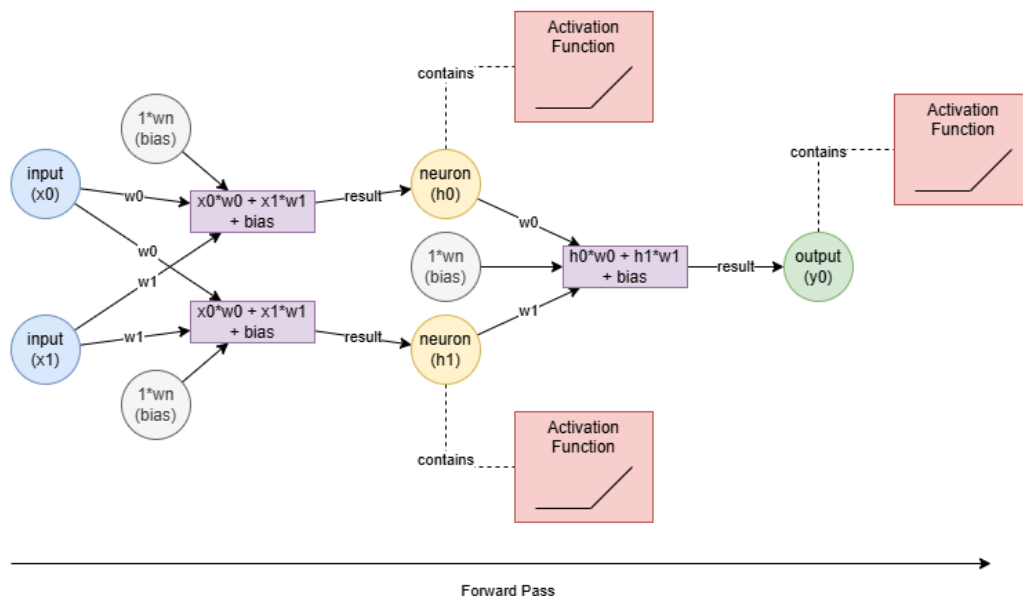 Activation
Function
contains
Activation
Function
contains
1*wn
(bias)
input
(x0)
w0
x0*w0 + x1*w1
+ bias
result
neuron
(h0)
w0
w0
w1
1*wn
(bias)
h0*w0 + h1*w1
+ bias
result
output
(y0)
input
(x1)
w1
x0*w0 + x1*w1
+ bias
result
neuron
(h1)
w1
1*wn
(bias)
Activation
Function
contains
Forward Pass